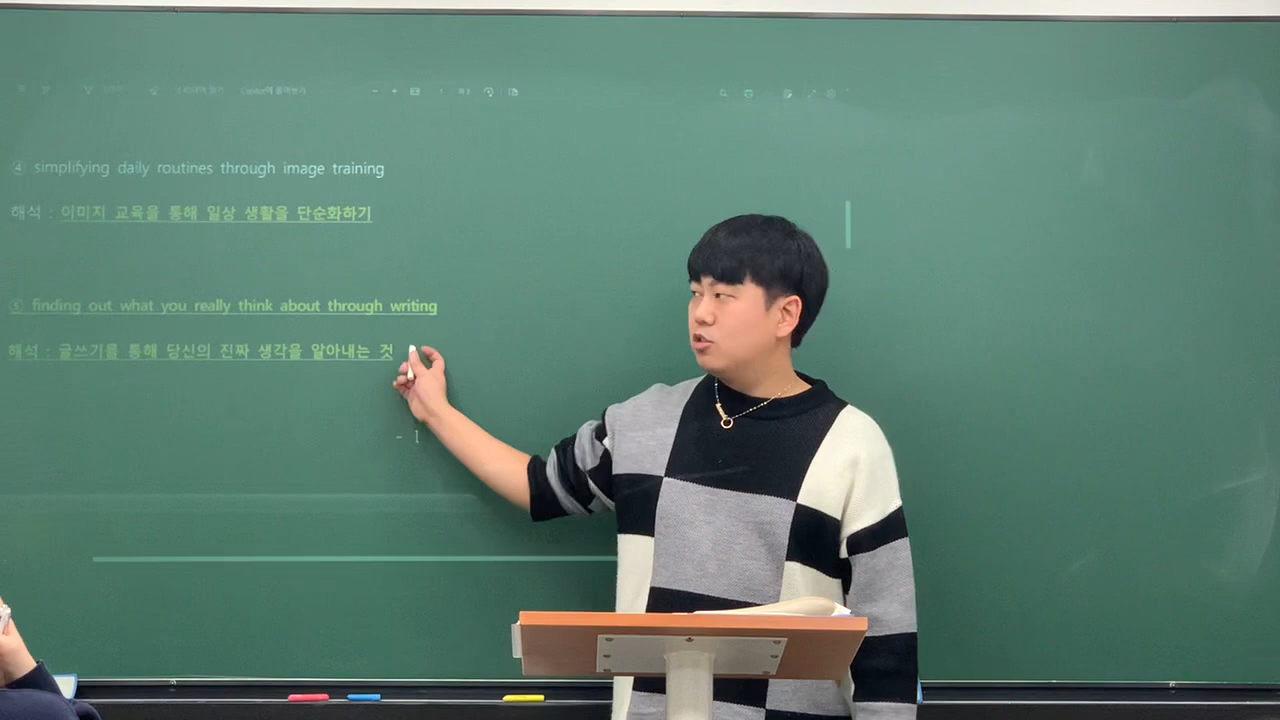 ④ simplifying daily routines through image training
해석 : 이미지 교육을 통해 일상 생활을 단순화하기
⑤ finding out what you really think about through writing
해석 : 글쓰기를 통해 당신의 진짜 생각을 알아내는 것
- 1